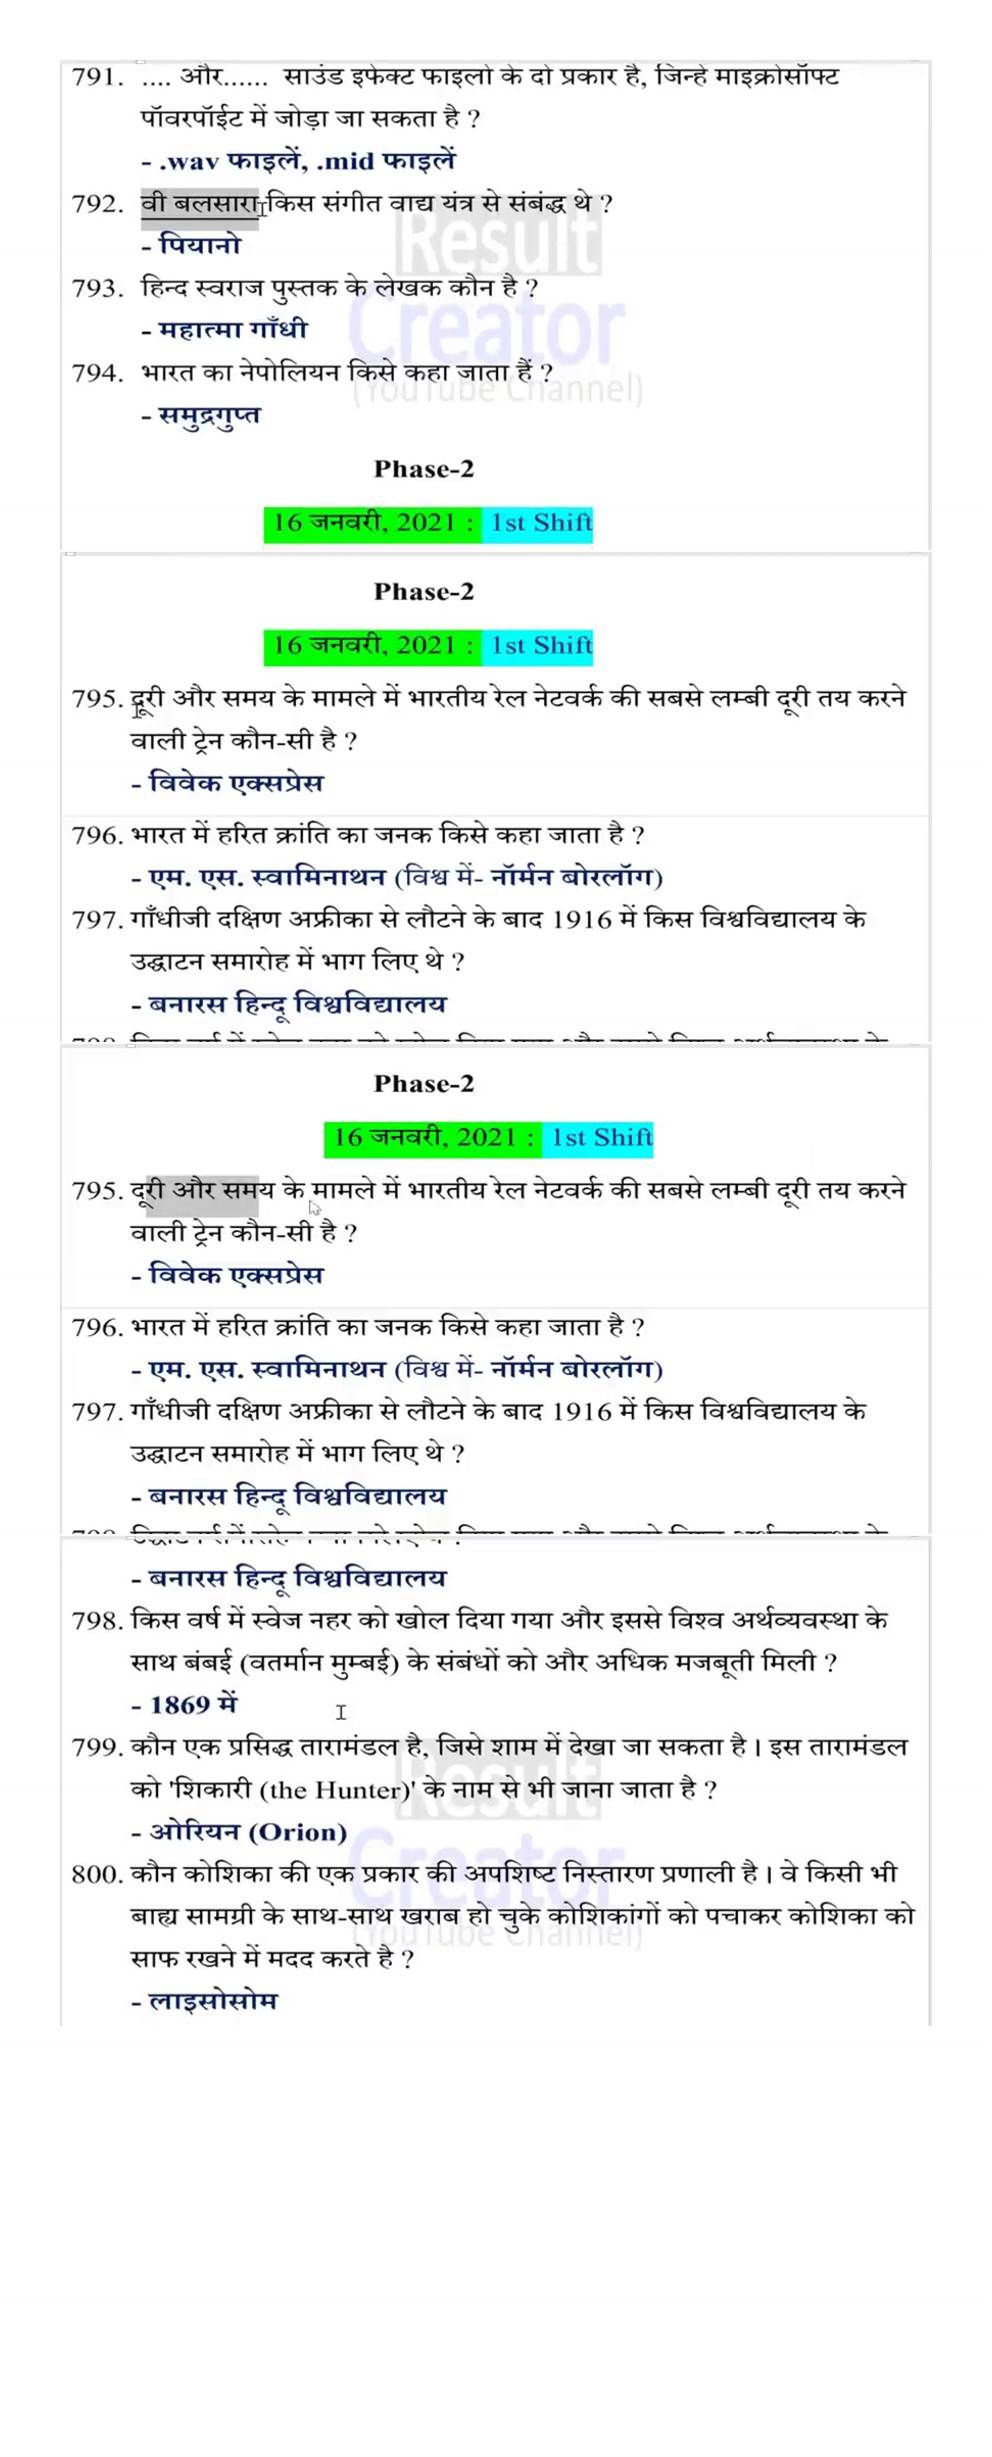 791. .... और...... साउंड इफेक्ट फाइलो के दो प्रकार है, जिन्हे माइक्रोसॉफ्ट
पॉवरपॉईट में जोड़ा जा सकता है ?
- .wav फाइलें, .mid फाइलें
792. वी बलसारा किस संगीत वाद्य यंत्र से संबंद्ध थे ?
- पियानो
Result
793. हिन्द स्वराज पुस्तक के लेखक कौन है ?
- महात्मा गाँधी
Creator
794. भारत का नेपोलियन किसे कहा जाता हैं ?
(YouTube Channel)
- समुद्रगुप्त
Phase-2
16 जनवरी, 2021 : 1st Shift
Phase-2
16 जनवरी, 2021 : 1st Shift
795. दूरी और समय के मामले में भारतीय रेल नेटवर्क की सबसे लम्बी दूरी तय करने
वाली ट्रेन कौन-सी है ?
- विवेक एक्सप्रेस
796. भारत में हरित क्रांति का जनक किसे कहा जाता है ?
- एम. एस. स्वामिनाथन (विश्व में- नॉर्मन बोरलॉग)
797. गाँधीजी दक्षिण अफ्रीका से लौटने के बाद 1916 में किस विश्वविद्यालय के
उद्घाटन समारोह में भाग लिए थे ?
- बनारस हिन्दू विश्वविद्यालय
Phase-2
16 जनवरी, 2021 : 1st Shift
795. दूरी और समय के मामले में भारतीय रेल नेटवर्क की सबसे लम्बी दूरी तय करने
वाली ट्रेन कौन-सी है ?
- विवेक एक्सप्रेस
796. भारत में हरित क्रांति का जनक किसे कहा जाता है ?
- एम. एस. स्वामिनाथन (विश्व में- नॉर्मन बोरलॉग)
797. गाँधीजी दक्षिण अफ्रीका से लौटने के बाद 1916 में किस विश्वविद्यालय के
उद्घाटन समारोह में भाग लिए थे ?
- बनारस हिन्दू विश्वविद्यालय
- बनारस हिन्दू विश्वविद्यालय
798. किस वर्ष में स्वेज नहर को खोल दिया गया और इससे विश्व अर्थव्यवस्था के
साथ बंबई (वतर्मान मुम्बई) के संबंधों को और अधिक मजबूती मिली ?
- 1869 में
799. कौन एक प्रसिद्ध तारामंडल है, जिसे शाम में देखा जा सकता है। इस तारामंडल
को 'शिकारी (the Hunter)' के नाम से भी जाना जाता है ?
Result
- ओरियन (Orion)
Creator
800. कौन कोशिका की एक प्रकार की अपशिष्ट निस्तारण प्रणाली है। वे किसी भी
बाह्य सामग्री के साथ-साथ खराब हो चुके कोशिकांगों को पचाकर कोशिका को
(YouTube Channel)
साफ रखने में मदद करते है ?
- लाइसोसोम